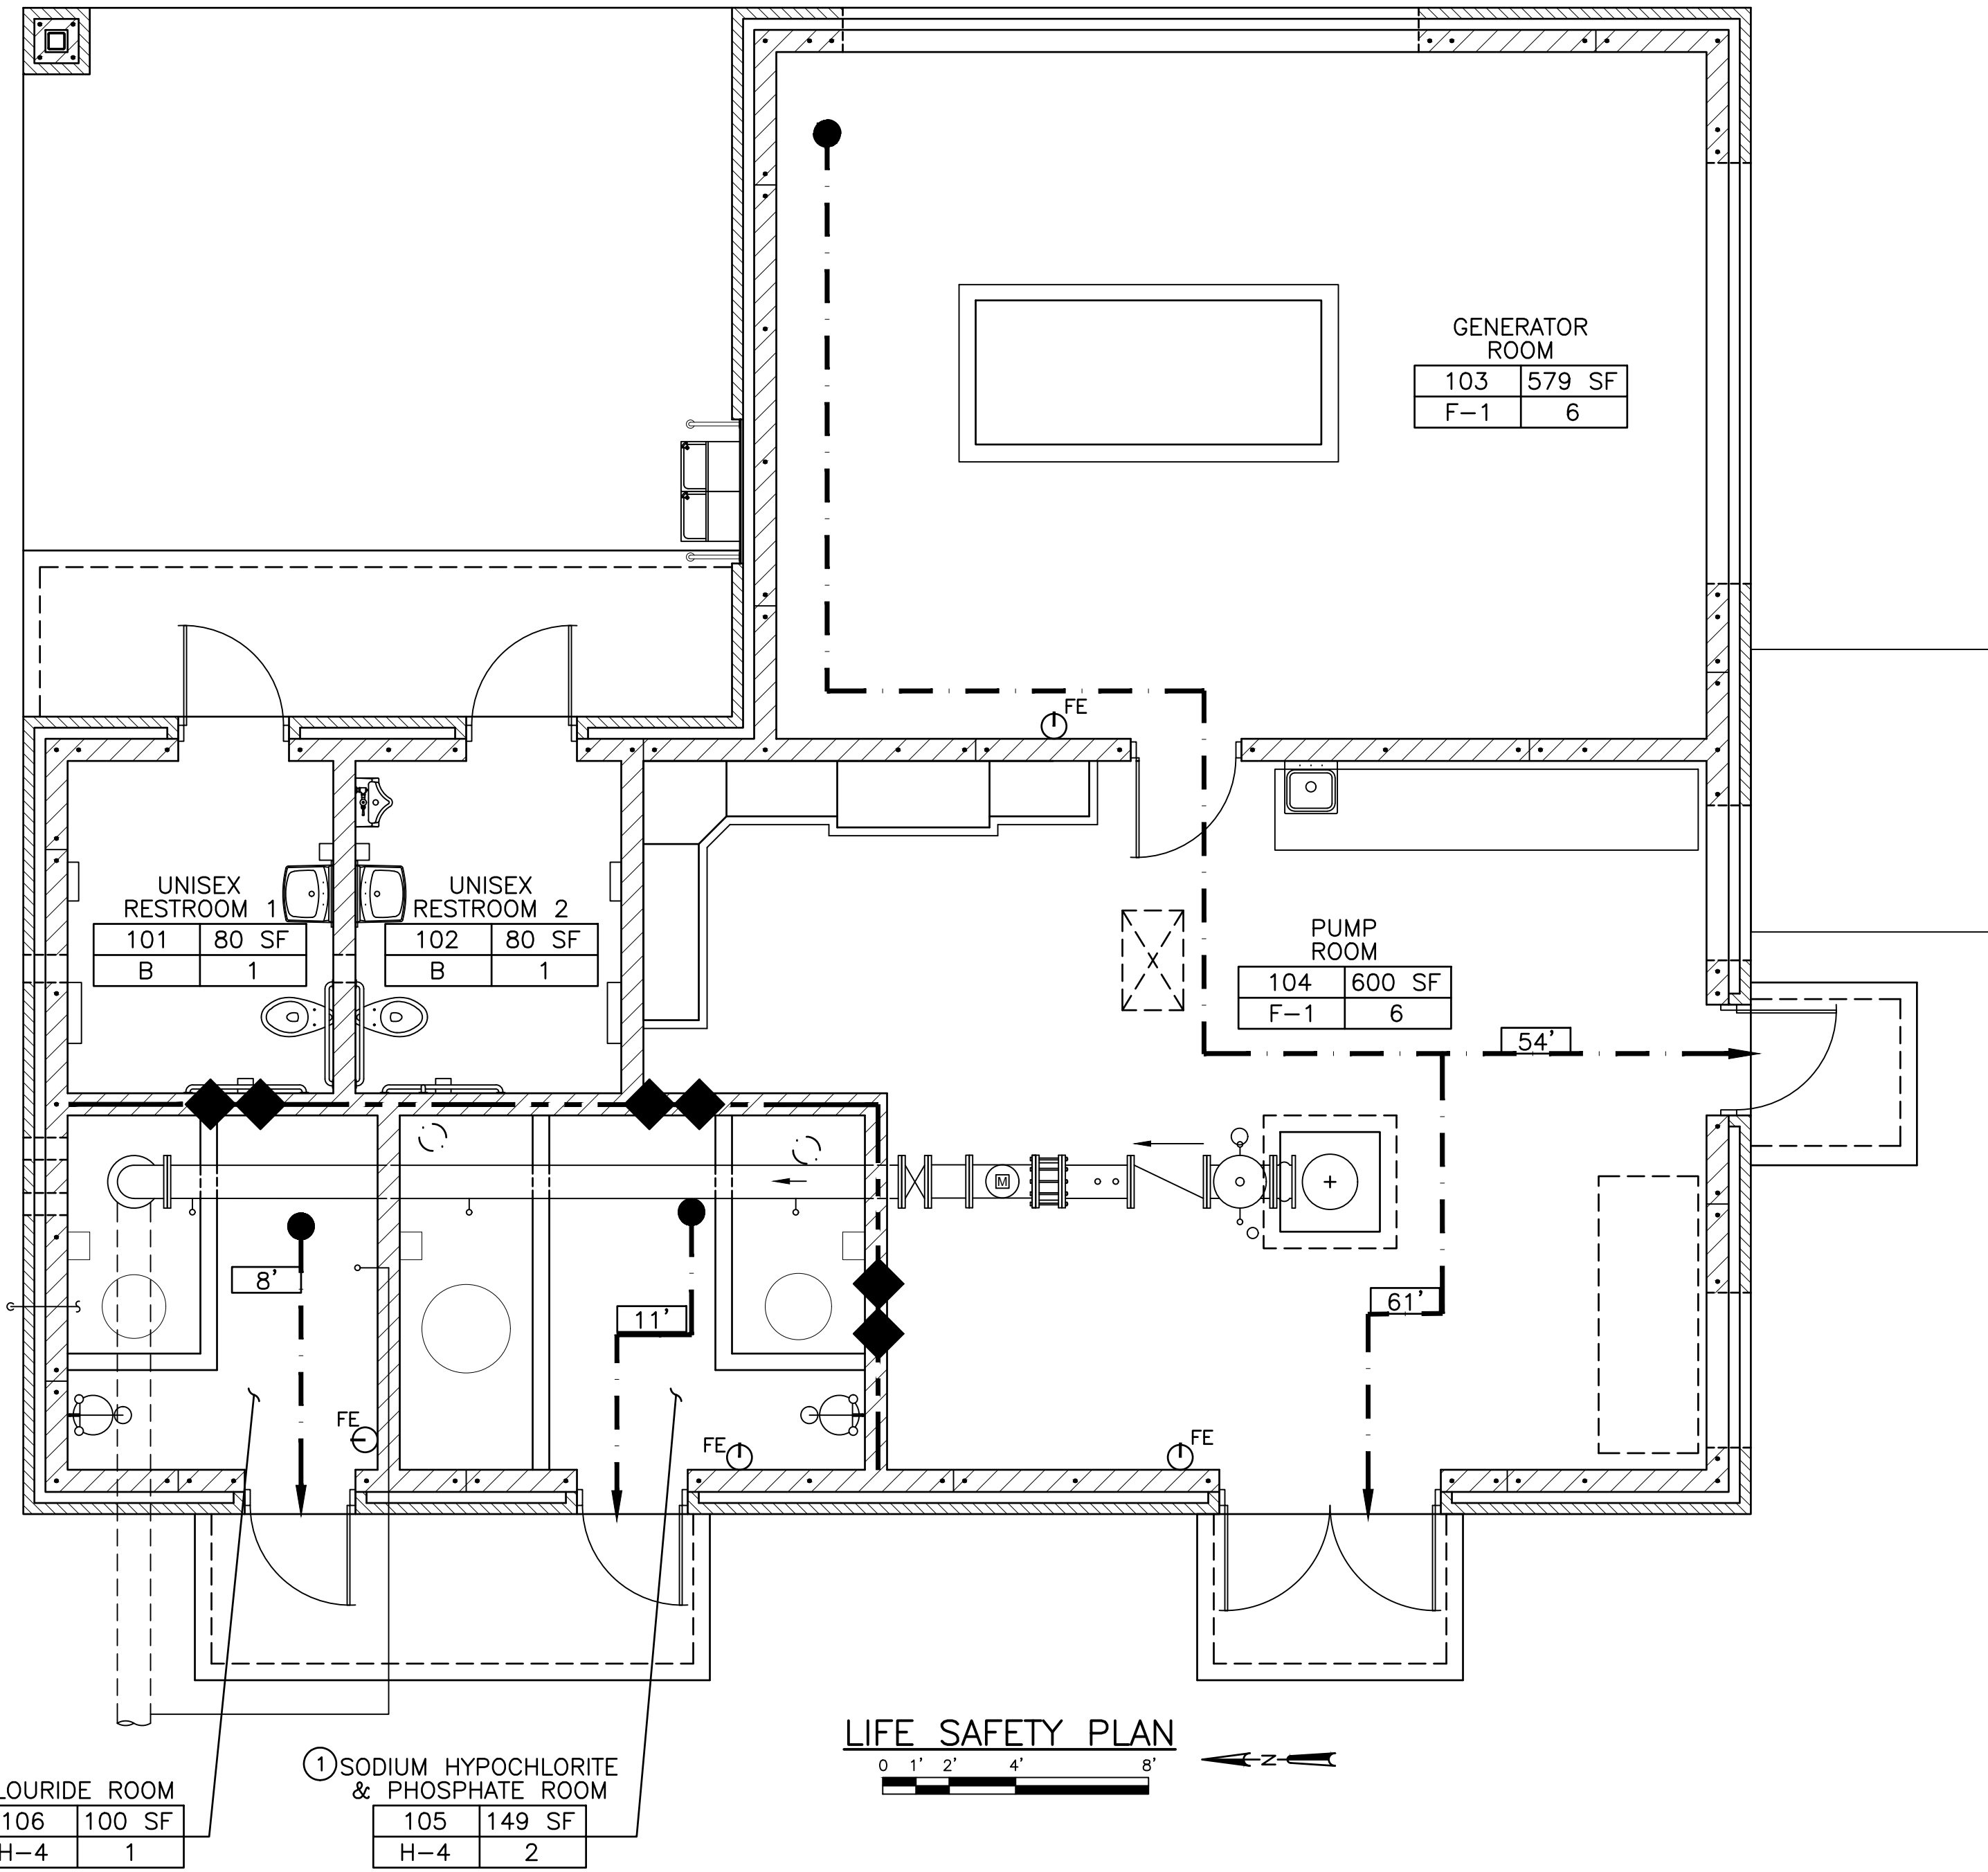 GENERATOR
ROOM
103 579 SF
F-1 6
FE
UNISEX
RESTROOM 1
101 80 SF
B 1
UNISEX
RESTROOM 2
102 80 SF
B 1
X
PUMP
ROOM
104 600 SF
F-1 6
54'
M
8'
11'
61'
FE
FE
FE
LIFE SAFETY PLAN
0 1' 2' 4' 8'
N
LOURIDE ROOM
106 100 SF
H-4 1
1 SODIUM HYPOCHLORITE
& PHOSPHATE ROOM
105 149 SF
H-4 2